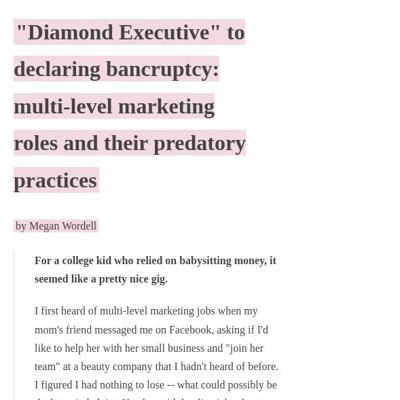 "Diamond Executive" to
declaring bancruptcy:
multi-level marketing
roles and their predatory
practices
by Megan Wordell
For a college kid who relied on babysitting money, it
seemed like a pretty nice gig.
I first heard of multi-level marketing jobs when my
mom's friend messaged me on Facebook, asking if I'd
like to help her with her small business and "join her
team" at a beauty company that I hadn't heard of before.
I figured I had nothing to lose -- what could possibly be